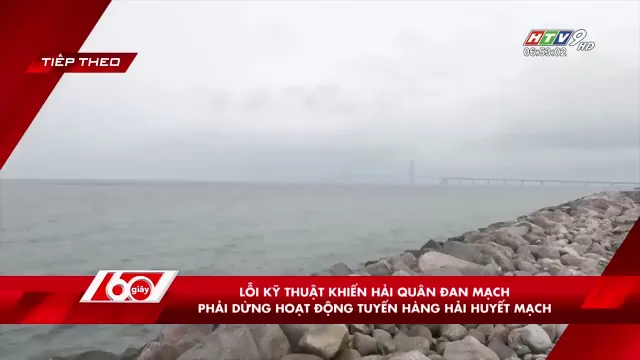 TIẾP THEO
HTV9 HD
06:53:02
60 giây
LỖI KỸ THUẬT KHIẾN HẢI QUÂN ĐAN MẠCH
PHẢI DỪNG HOẠT ĐỘNG TUYẾN HÀNG HẢI HUYẾT MẠCH